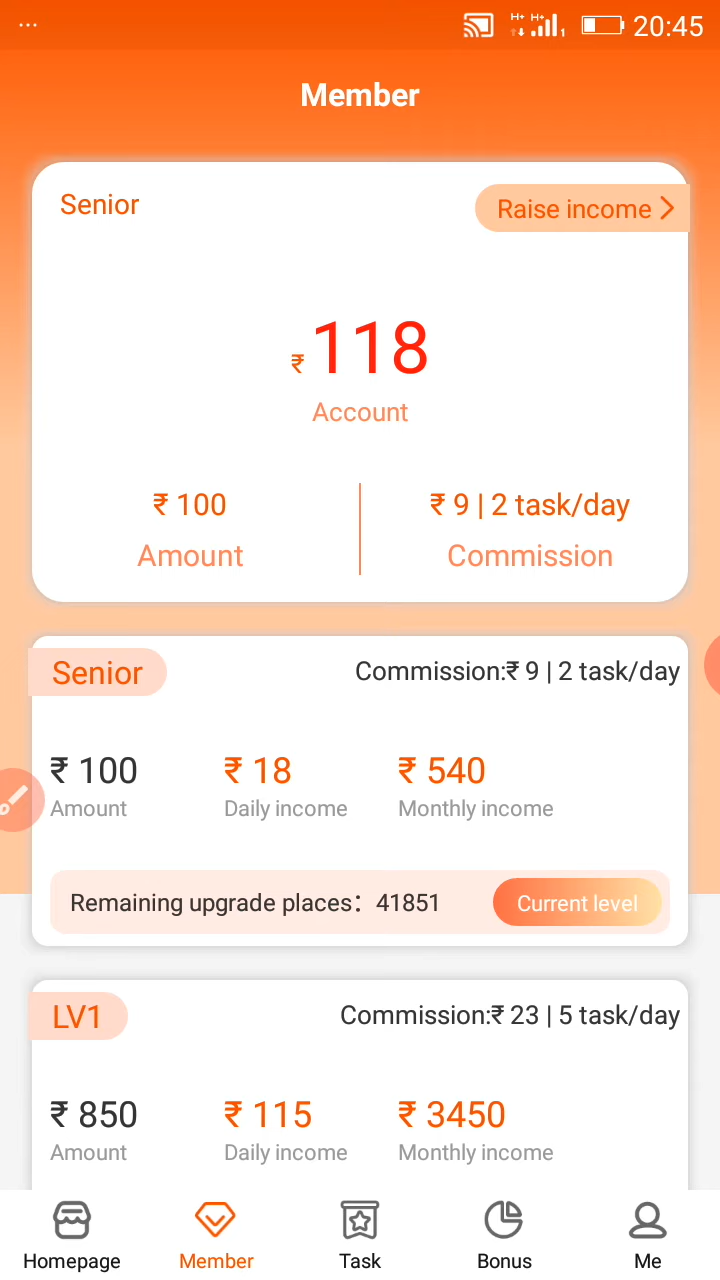 ... H+ H+ 1 20:45
Member
Senior
Raise income
₹ 118
Account
₹ 100
₹ 9 | 2 task/day
Amount
Commission
Senior
Commission:₹ 9 | 2 task/day
₹ 100
₹ 18
₹ 540
Amount
Daily income
Monthly income
Remaining upgrade places：41851
Current level
LV1
Commission:₹ 23 | 5 task/day
₹ 850
₹ 115
₹ 3450
Amount
Daily income
Monthly income
Homepage
Member
Task
Bonus
Me